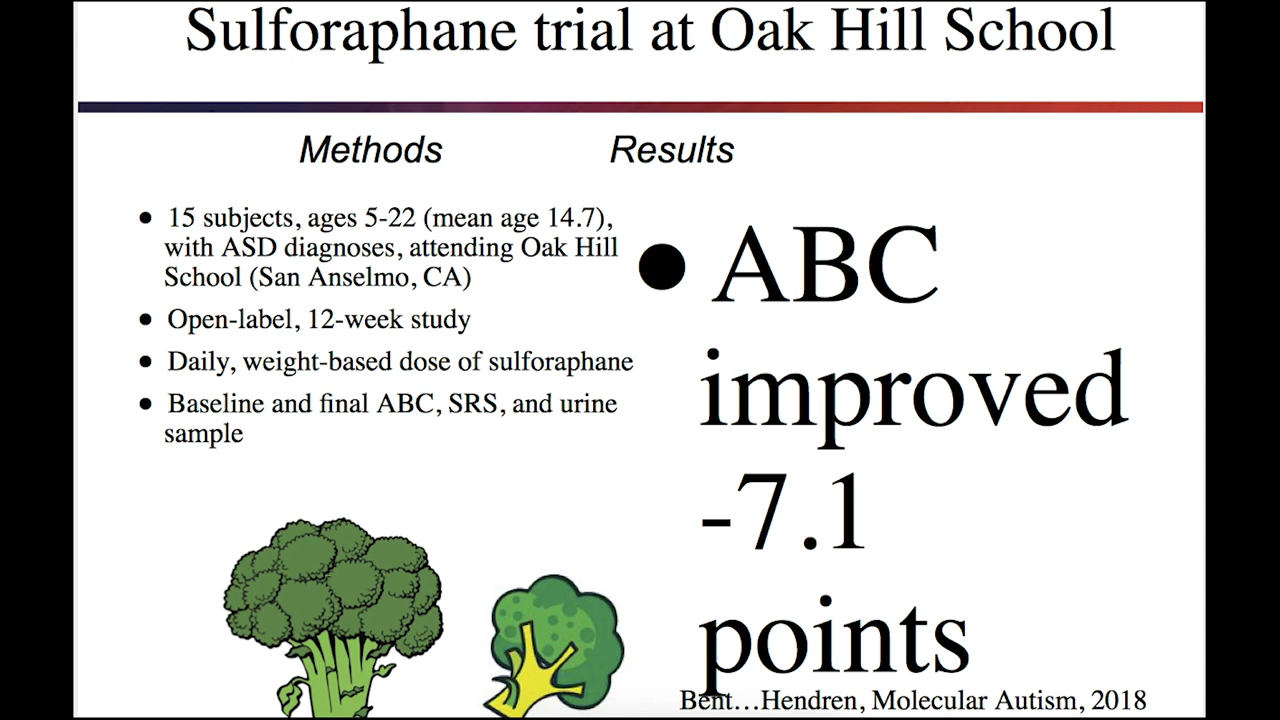 Sulforaphane trial at Oak Hill School
Methods
● 15 subjects, ages 5-22 (mean age 14.7),
with ASD diagnoses, attending Oak Hill
School (San Anselmo, CA)
● Open-label, 12-week study
● Daily, weight-based dose of sulforaphane
● Baseline and final ABC, SRS, and urine
sample
Results
● ABC
improved
-7.1
points
Bent…Hendren, Molecular Autism, 2018